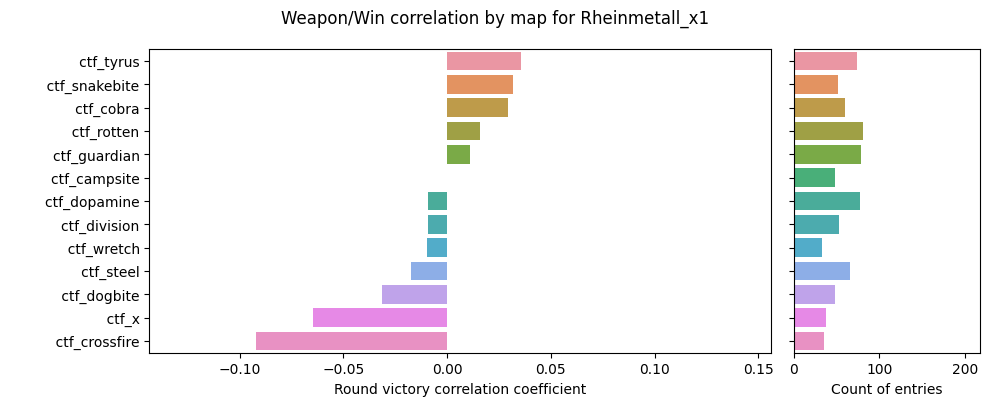 Weapon/Win correlation by map for Rheinmetall_x1
ctf_tyrus
ctf_snakebite
ctf_cobra
ctf_rotten
ctf_guardian
ctf_campsite
ctf_dopamine
ctf_division
ctf_wretch
ctf_steel
ctf_dogbite
ctf_x
ctf_crossfire
−0.10 −0.05 0.00 0.05 0.10 0.15
Round victory correlation coefficient
0 100 200
Count of entries